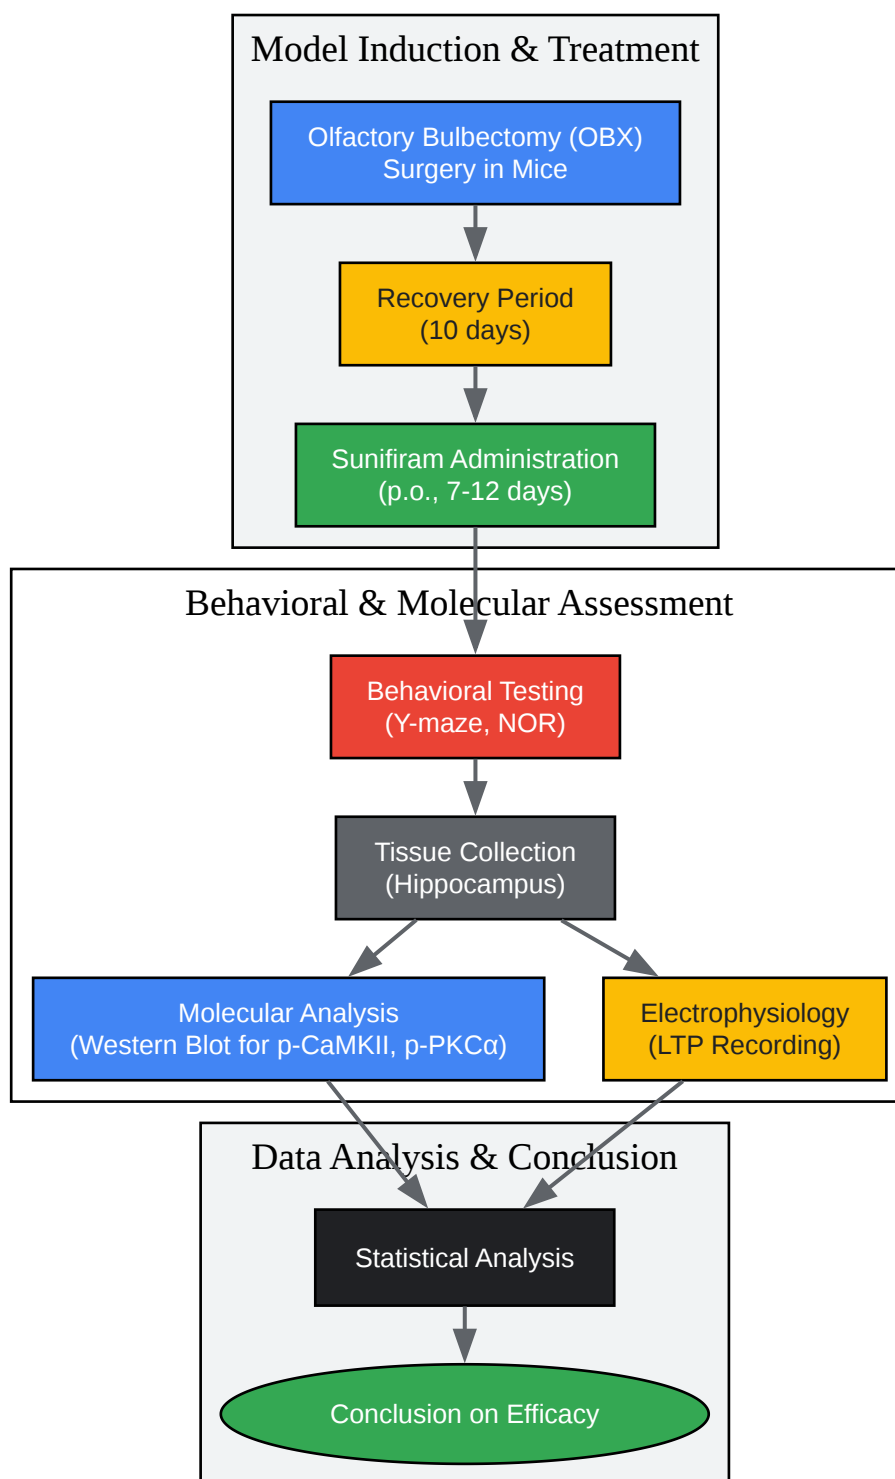 Model Induction & Treatment
Olfactory Bulbectomy (OBX)
Surgery in Mice
Recovery Period
(10 days)
Sunifiram Administration
(p.o., 7-12 days)
Behavioral & Molecular Assessment
Behavioral Testing
(Y-maze, NOR)
Tissue Collection
(Hippocampus)
Molecular Analysis
(Western Blot for p-CaMKII, p-PKCα)
Electrophysiology
(LTP Recording)
Data Analysis & Conclusion
Statistical Analysis
Conclusion on Efficacy